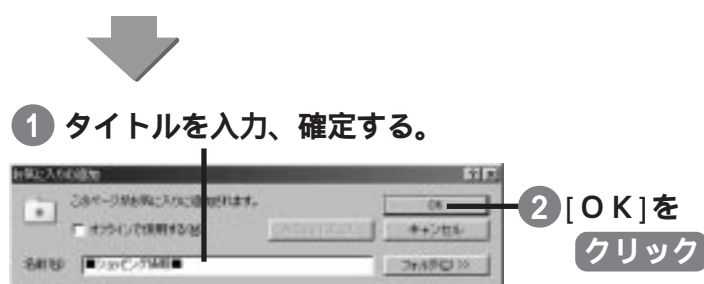 1 タイトルを入力、確定する。
お気に入りの追加
このページがお気に入りに追加されます。
オフラインで使用する(M)
OK
キャンセル
名前(N)
■ショッピング情報■
フォルダ(C) >>
2 [OK]を
クリック